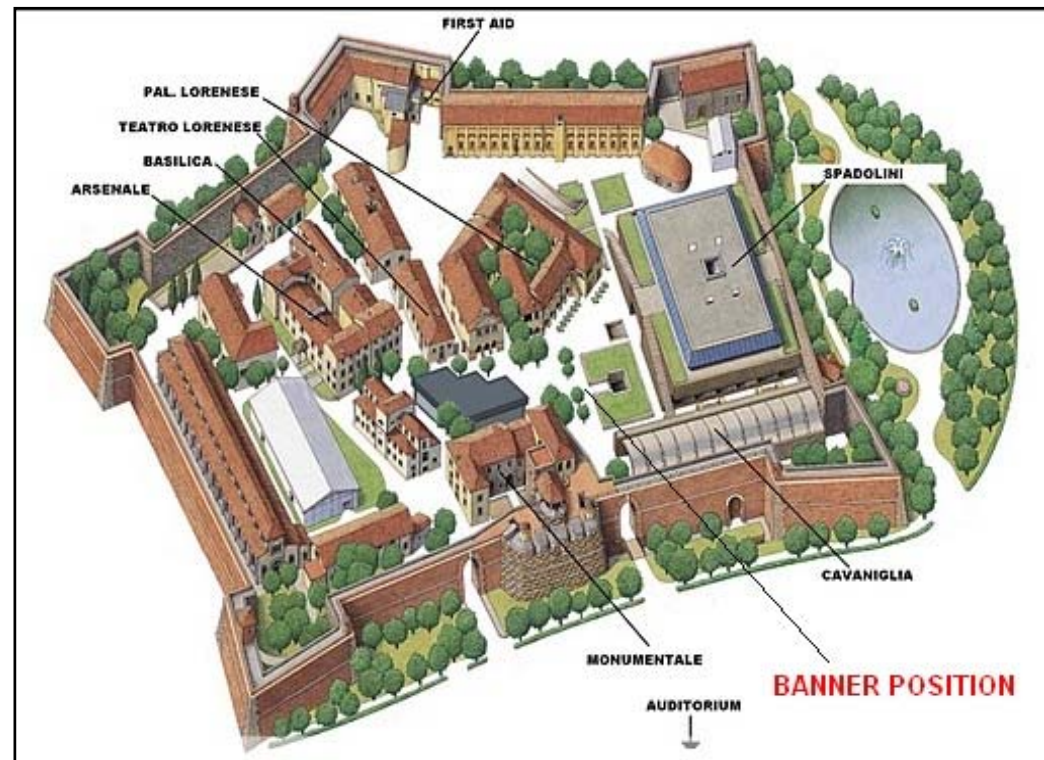 FIRST AID
PAL. LORENESE
TEATRO LORENESE
BASILICA
ARSENALE
SPADOLINI
CAVANIGLIA
MONUMENTALE
BANNER POSITION
AUDITORIUM